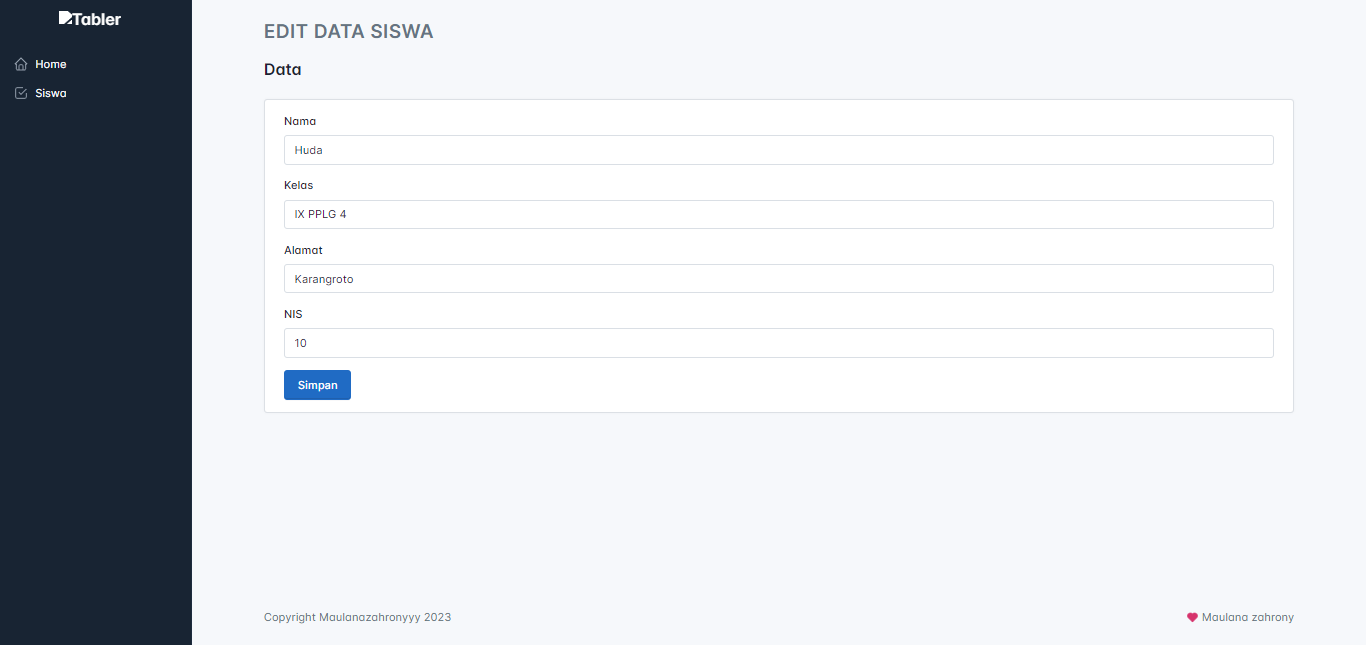 Tabler
Home
Siswa
EDIT DATA SISWA
Data
Nama
Huda
Kelas
IX PPLG 4
Alamat
Karangroto
NIS
10
Simpan
Copyright Maulanazahronyyy 2023
Maulana zahrony